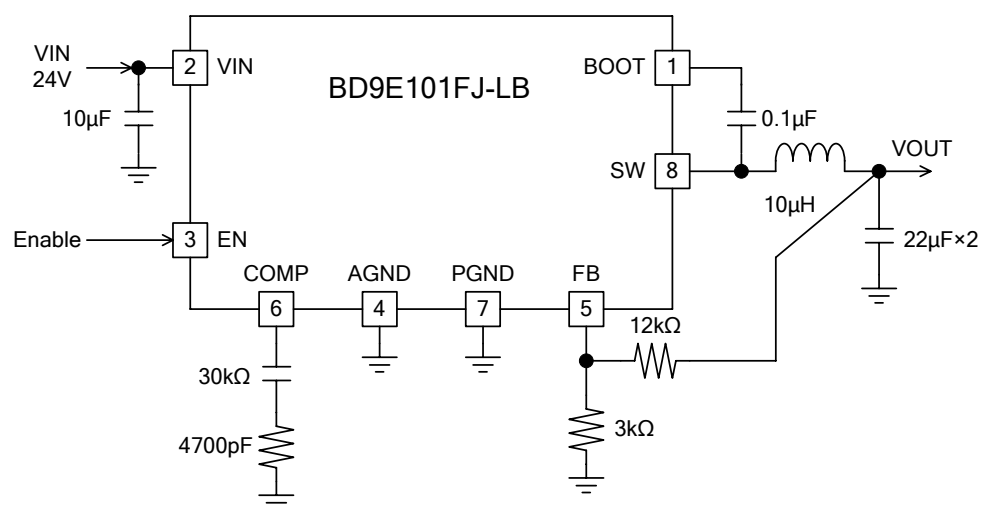 BD9E101FJ-LB
VIN
24V
2
VIN
10µF
BOOT
1
0.1µF
SW
8
VOUT
10µH
22µF×2
Enable
3
EN
COMP
AGND
PGND
FB
6
4
7
5
12kΩ
30kΩ
3kΩ
4700pF